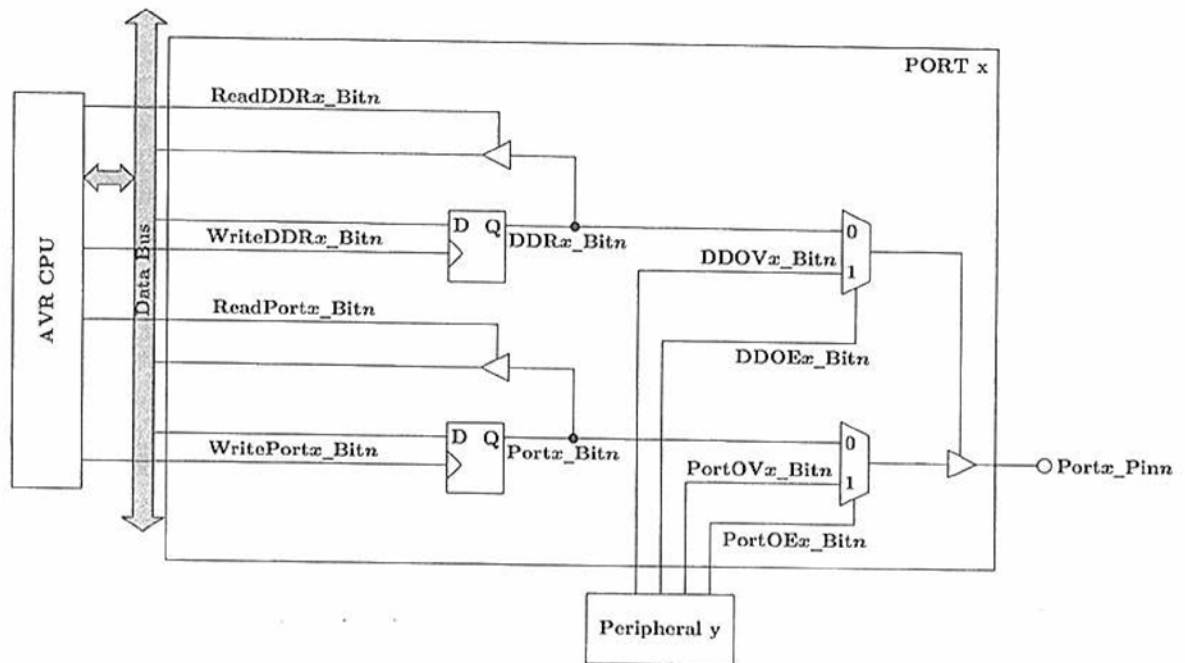 PORT x
ReadDDRx_Bitn
D Q
WriteDDRx_Bitn
DDRx_Bitn
0
DDOVx_Bitn
1
AVR CPU
Data Bus
ReadPortx_Bitn
DDOEx_Bitn
D Q
WritePortx_Bitn
Portx_Bitn
0
PortOVx_Bitn
1
Portx_Pinn
PortOEx_Bitn
Peripheral y